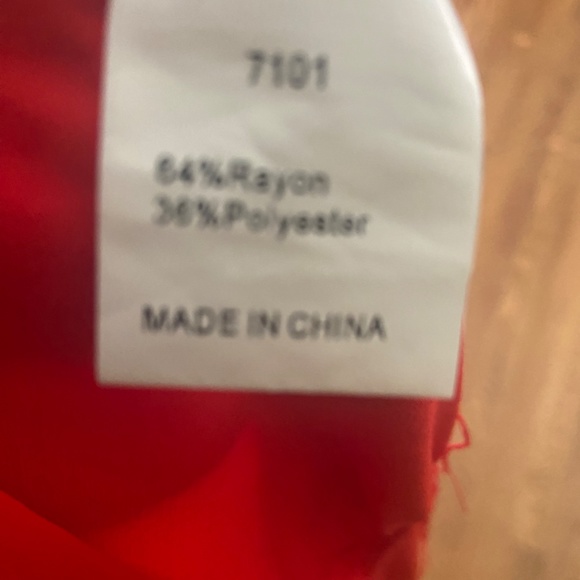 7101
64%Rayon
36%Polyester
MADE IN CHINA